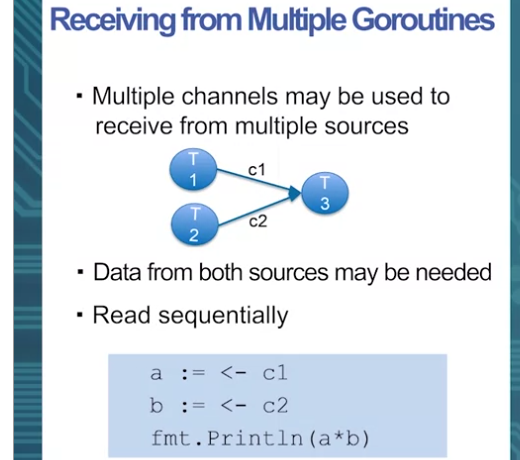 Receiving from Multiple Goroutines
▪ Multiple channels may be used to
receive from multiple sources
T
1
c1
T
3
T
2
c2
▪ Data from both sources may be needed
▪ Read sequentially
a := <- c1
b := <- c2
fmt.Println(a*b)